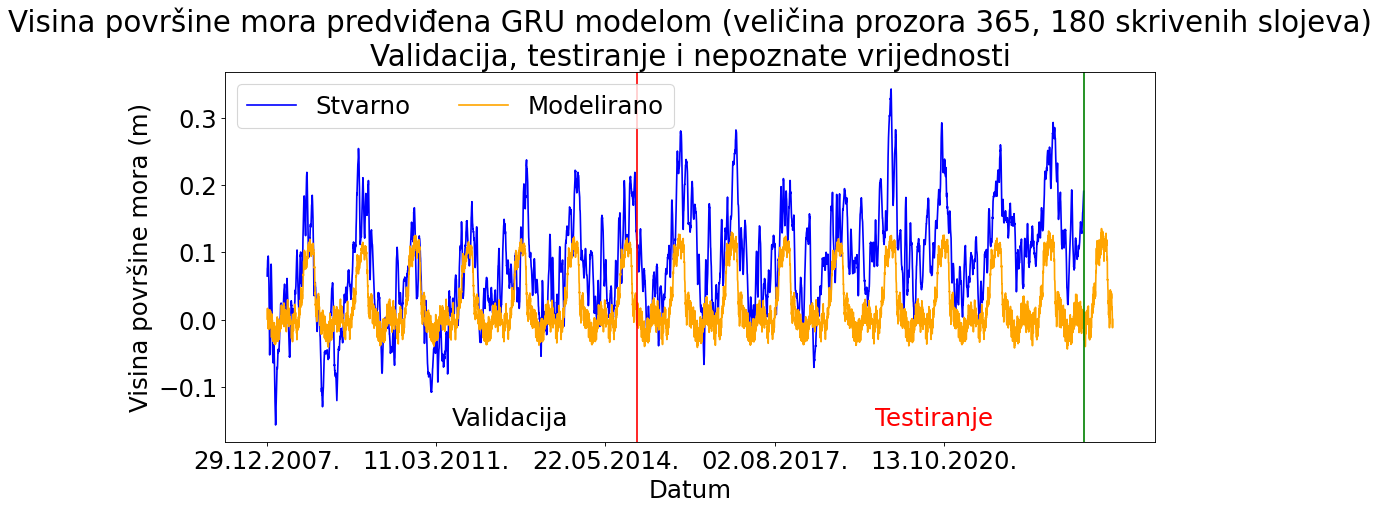 Visina površine mora predviđena GRU modelom (veličina prozora 365, 180 skrivenih slojeva)
Validacija, testiranje i nepoznate vrijednosti
Stvarno
Modelirano
Visina površine mora (m)
0.3
0.2
0.1
0.0
−0.1
Validacija
Testiranje
29.12.2007.
11.03.2011.
22.05.2014.
02.08.2017.
13.10.2020.
Datum